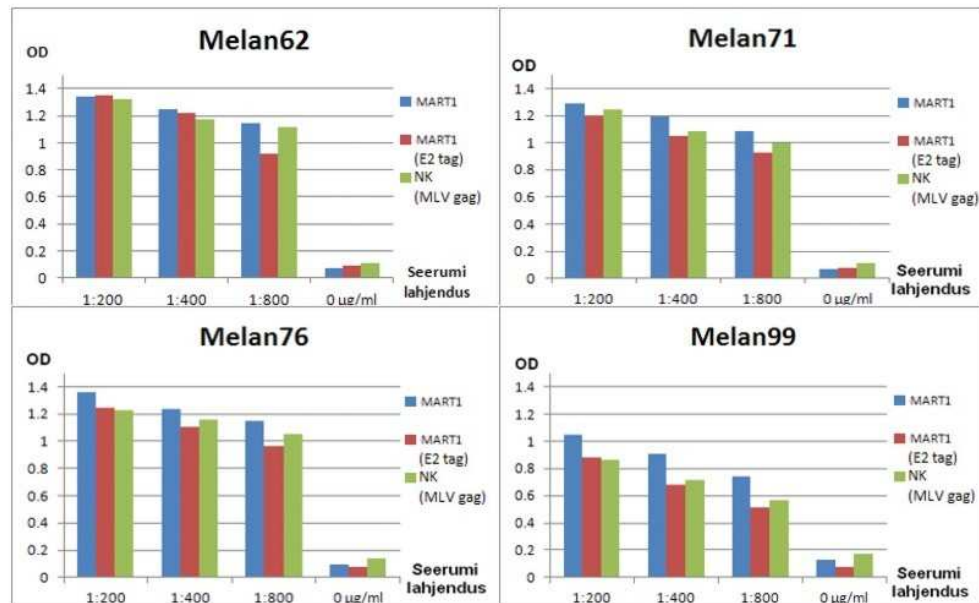 Melan62
OD
1.4
1.2
1
0.8
0.6
0.4
0.2
0
1:200
1:400
1:800
0 µg/ml
Seerumi
lahjendus
MART1
MART1
(E2 tag)
NK
(MLV gag)
Melan71
OD
1.4
1.2
1
0.8
0.6
0.4
0.2
0
1:200
1:400
1:800
0 µg/ml
Seerumi
lahjendus
MART1
MART1
(E2 tag)
NK
(MLV gag)
Melan76
OD
1.4
1.2
1
0.8
0.6
0.4
0.2
0
1:200
1:400
1:800
0 µg/ml
Seerumi
lahjendus
MART1
MART1
(E2 tag)
NK
(MLV gag)
Melan99
OD
1.4
1.2
1
0.8
0.6
0.4
0.2
0
1:200
1:400
1:800
0 µg/ml
Seerumi
lahjendus
MART1
MART1
(E2 tag)
NK
(MLV gag)